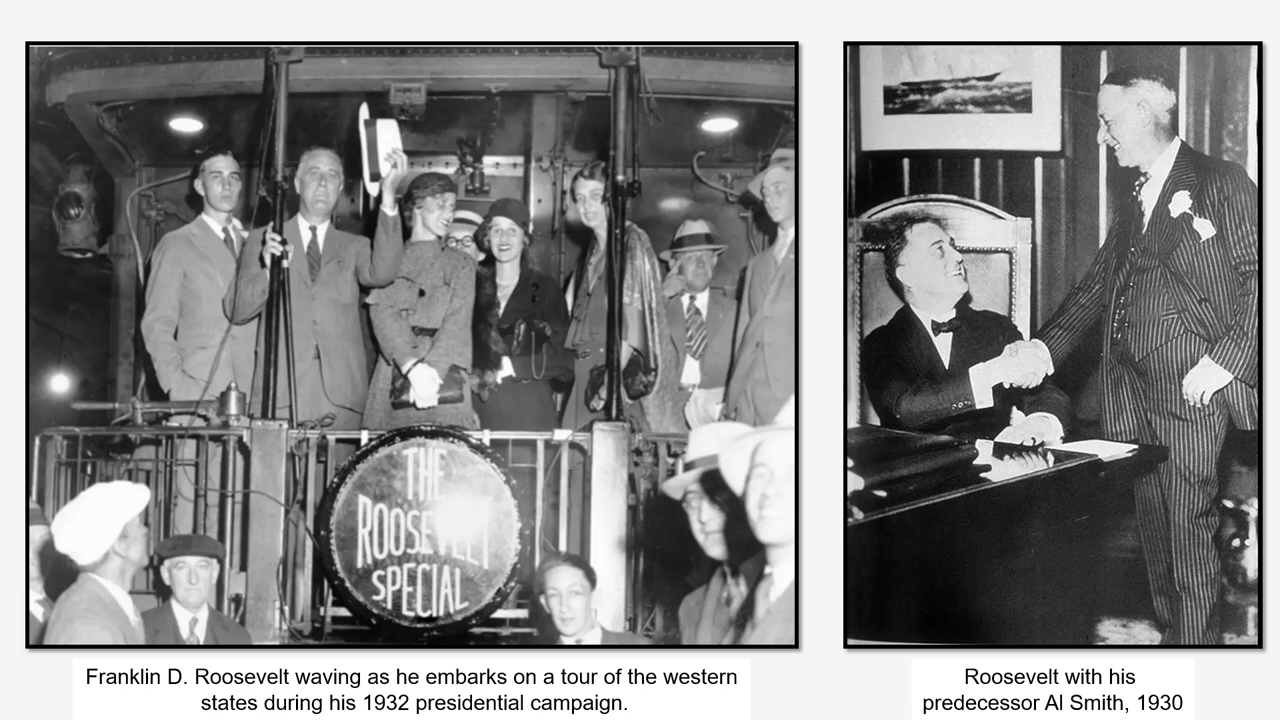 THE
ROOSEVELT
SPECIAL
Franklin D. Roosevelt waving as he embarks on a tour of the western
states during his 1932 presidential campaign.
Roosevelt with his
predecessor Al Smith, 1930